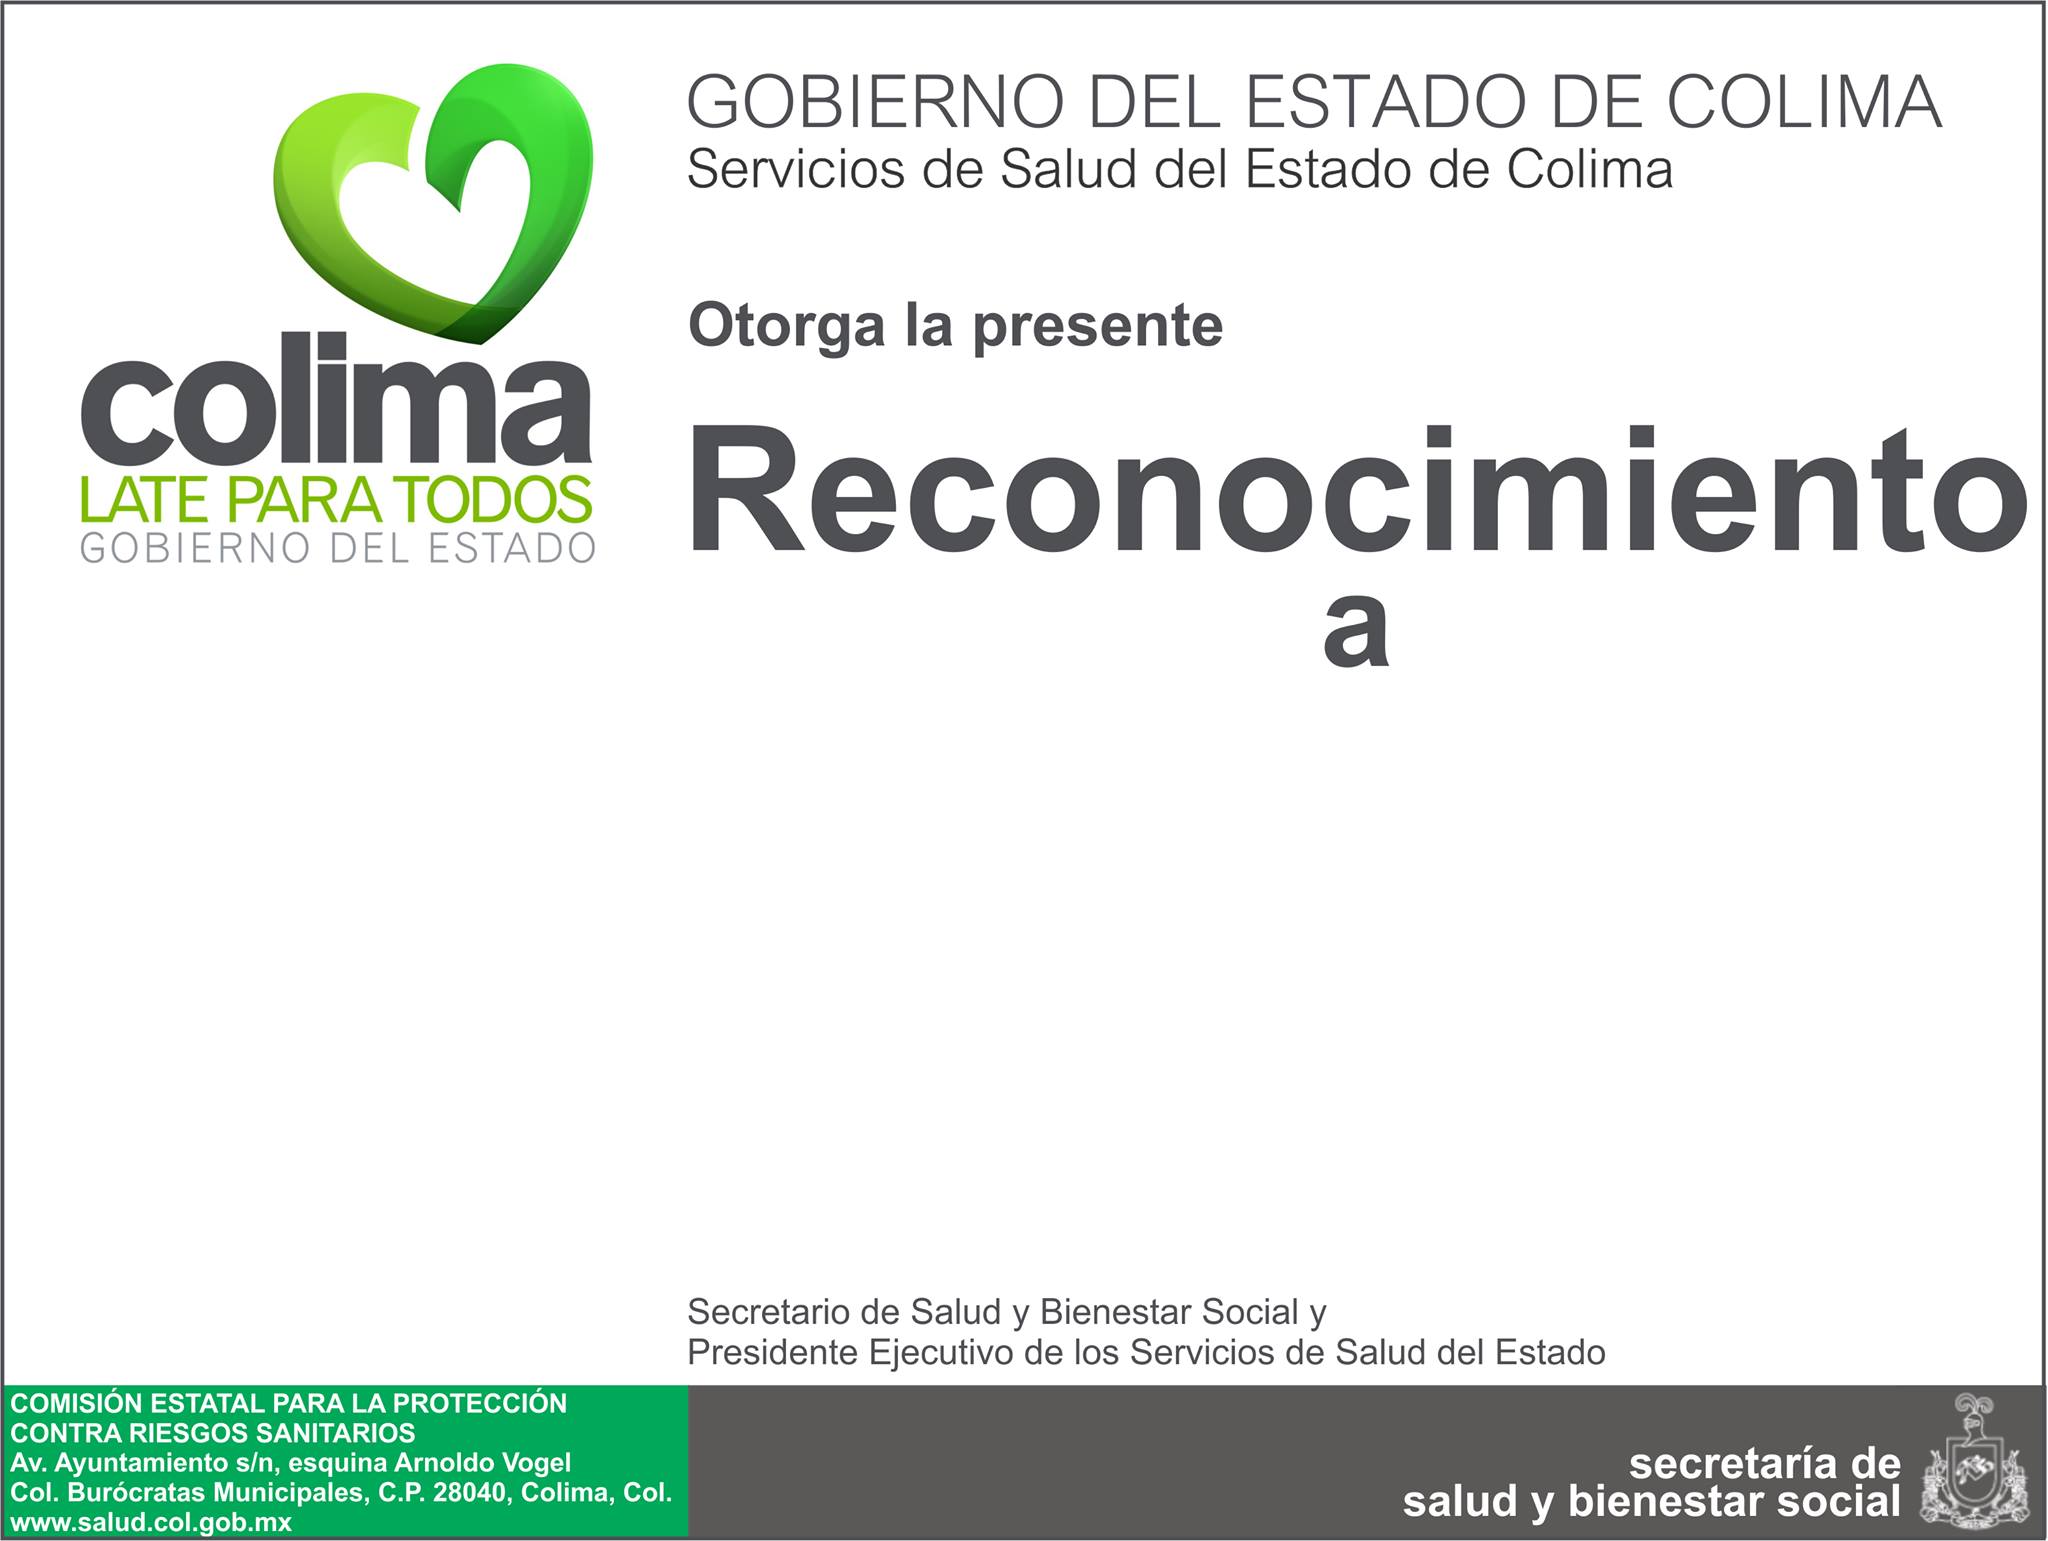 GOBIERNO DEL ESTADO DE COLIMA
Servicios de Salud del Estado de Colima
colima
LATE PARA TODOS
GOBIERNO DEL ESTADO
Otorga la presente
Reconocimiento
a
Secretario de Salud y Bienestar Social y
Presidente Ejecutivo de los Servicios de Salud del Estado
COMISIÓN ESTATAL PARA LA PROTECCIÓN
CONTRA RIESGOS SANITARIOS
Av. Ayuntamiento s/n, esquina Arnoldo Vogel
Col. Burócratas Municipales, C.P. 28040, Colima, Col.
www.salud.col.gob.mx
secretaría de
salud y bienestar social